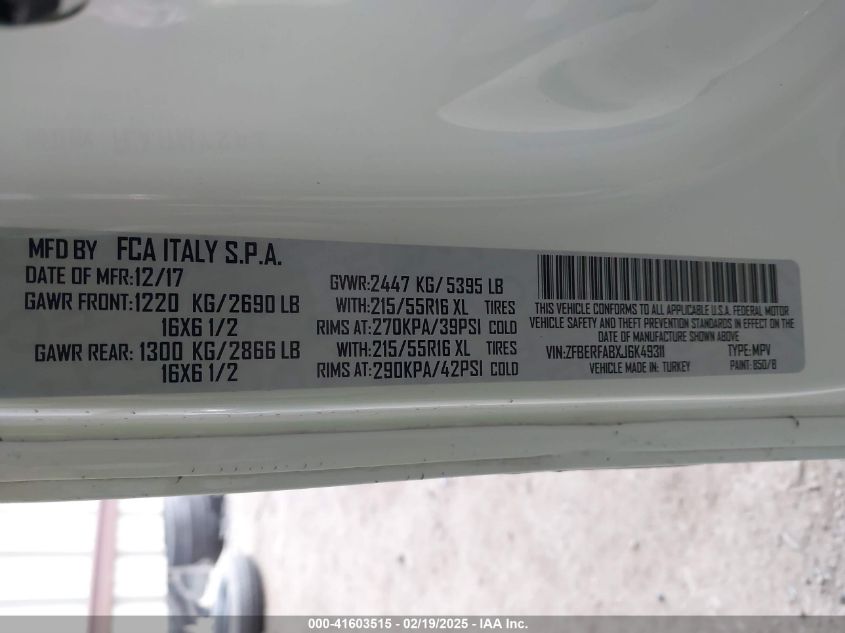 MFD BY FCA ITALY S.P.A.
DATE OF MFR:12/17
GAWR FRONT:1220 KG/2690 LB
16X6 1/2
GAWR REAR: 1300 KG/2866 LB
16X6 1/2
GVWR:2447 KG/5395 LB
WITH:215/55R16 XL TIRES
RIMS AT:270KPA/39PSI COLD
WITH:215/55R16 XL TIRES
RIMS AT:290KPA/42PSI COLD
THIS VEHICLE CONFORMS TO ALL APPLICABLE U.S.A. FEDERAL MOTOR
VEHICLE SAFETY AND THEFT PREVENTION STANDARDS IN EFFECT ON THE
DATE OF MANUFACTURE SHOWN ABOVE
VIN:ZFBERFABXJ6K49311 TYPE:MPV
VEHICLE MADE IN: TURKEY PAINT: 850/B
000-41603515 - 02/19/2025 - IAA Inc.